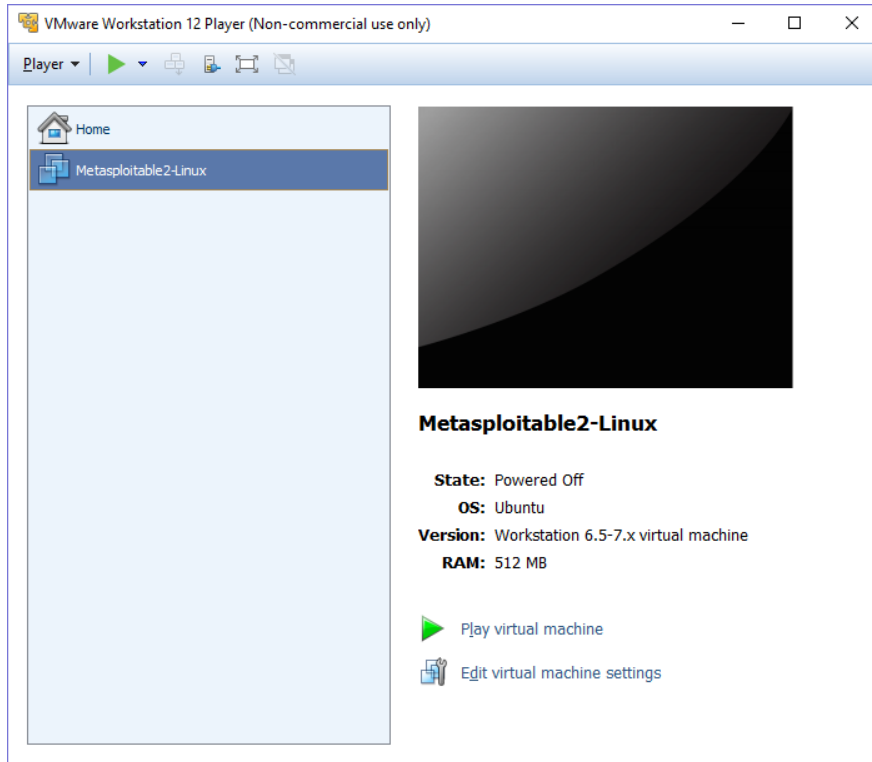 VMware Workstation 12 Player (Non-commercial use only)
Player
Home
Metasploitable2-Linux
Metasploitable2-Linux
State: Powered Off
OS: Ubuntu
Version: Workstation 6.5-7.x virtual machine
RAM: 512 MB
Play virtual machine
Edit virtual machine settings